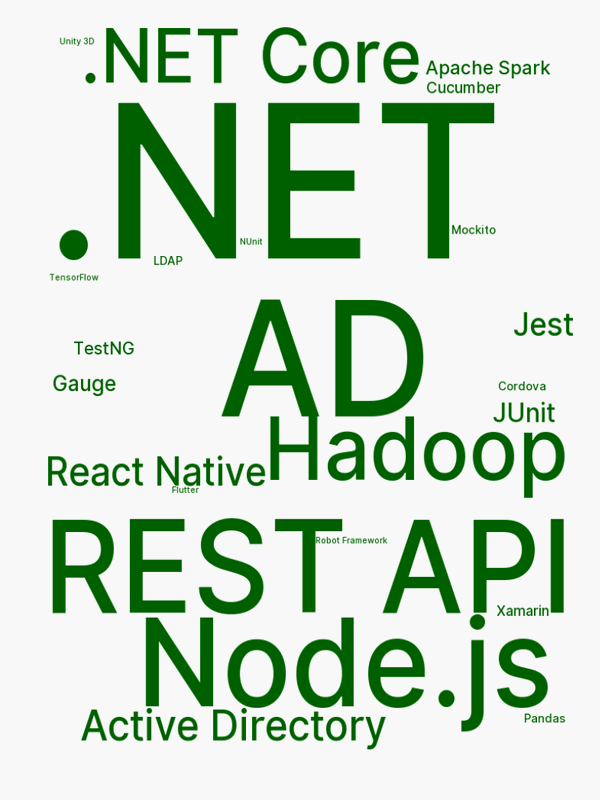 Unity 3D
.NET Core
Apache Spark
Cucumber
.NET
Mockito
NUnit
LDAP
TensorFlow
AD
Jest
TestNG
Gauge
Cordova
JUnit
Hadoop
React Native
Flutter
REST API
Robot Framework
Xamarin
Node.js
Pandas
Active Directory